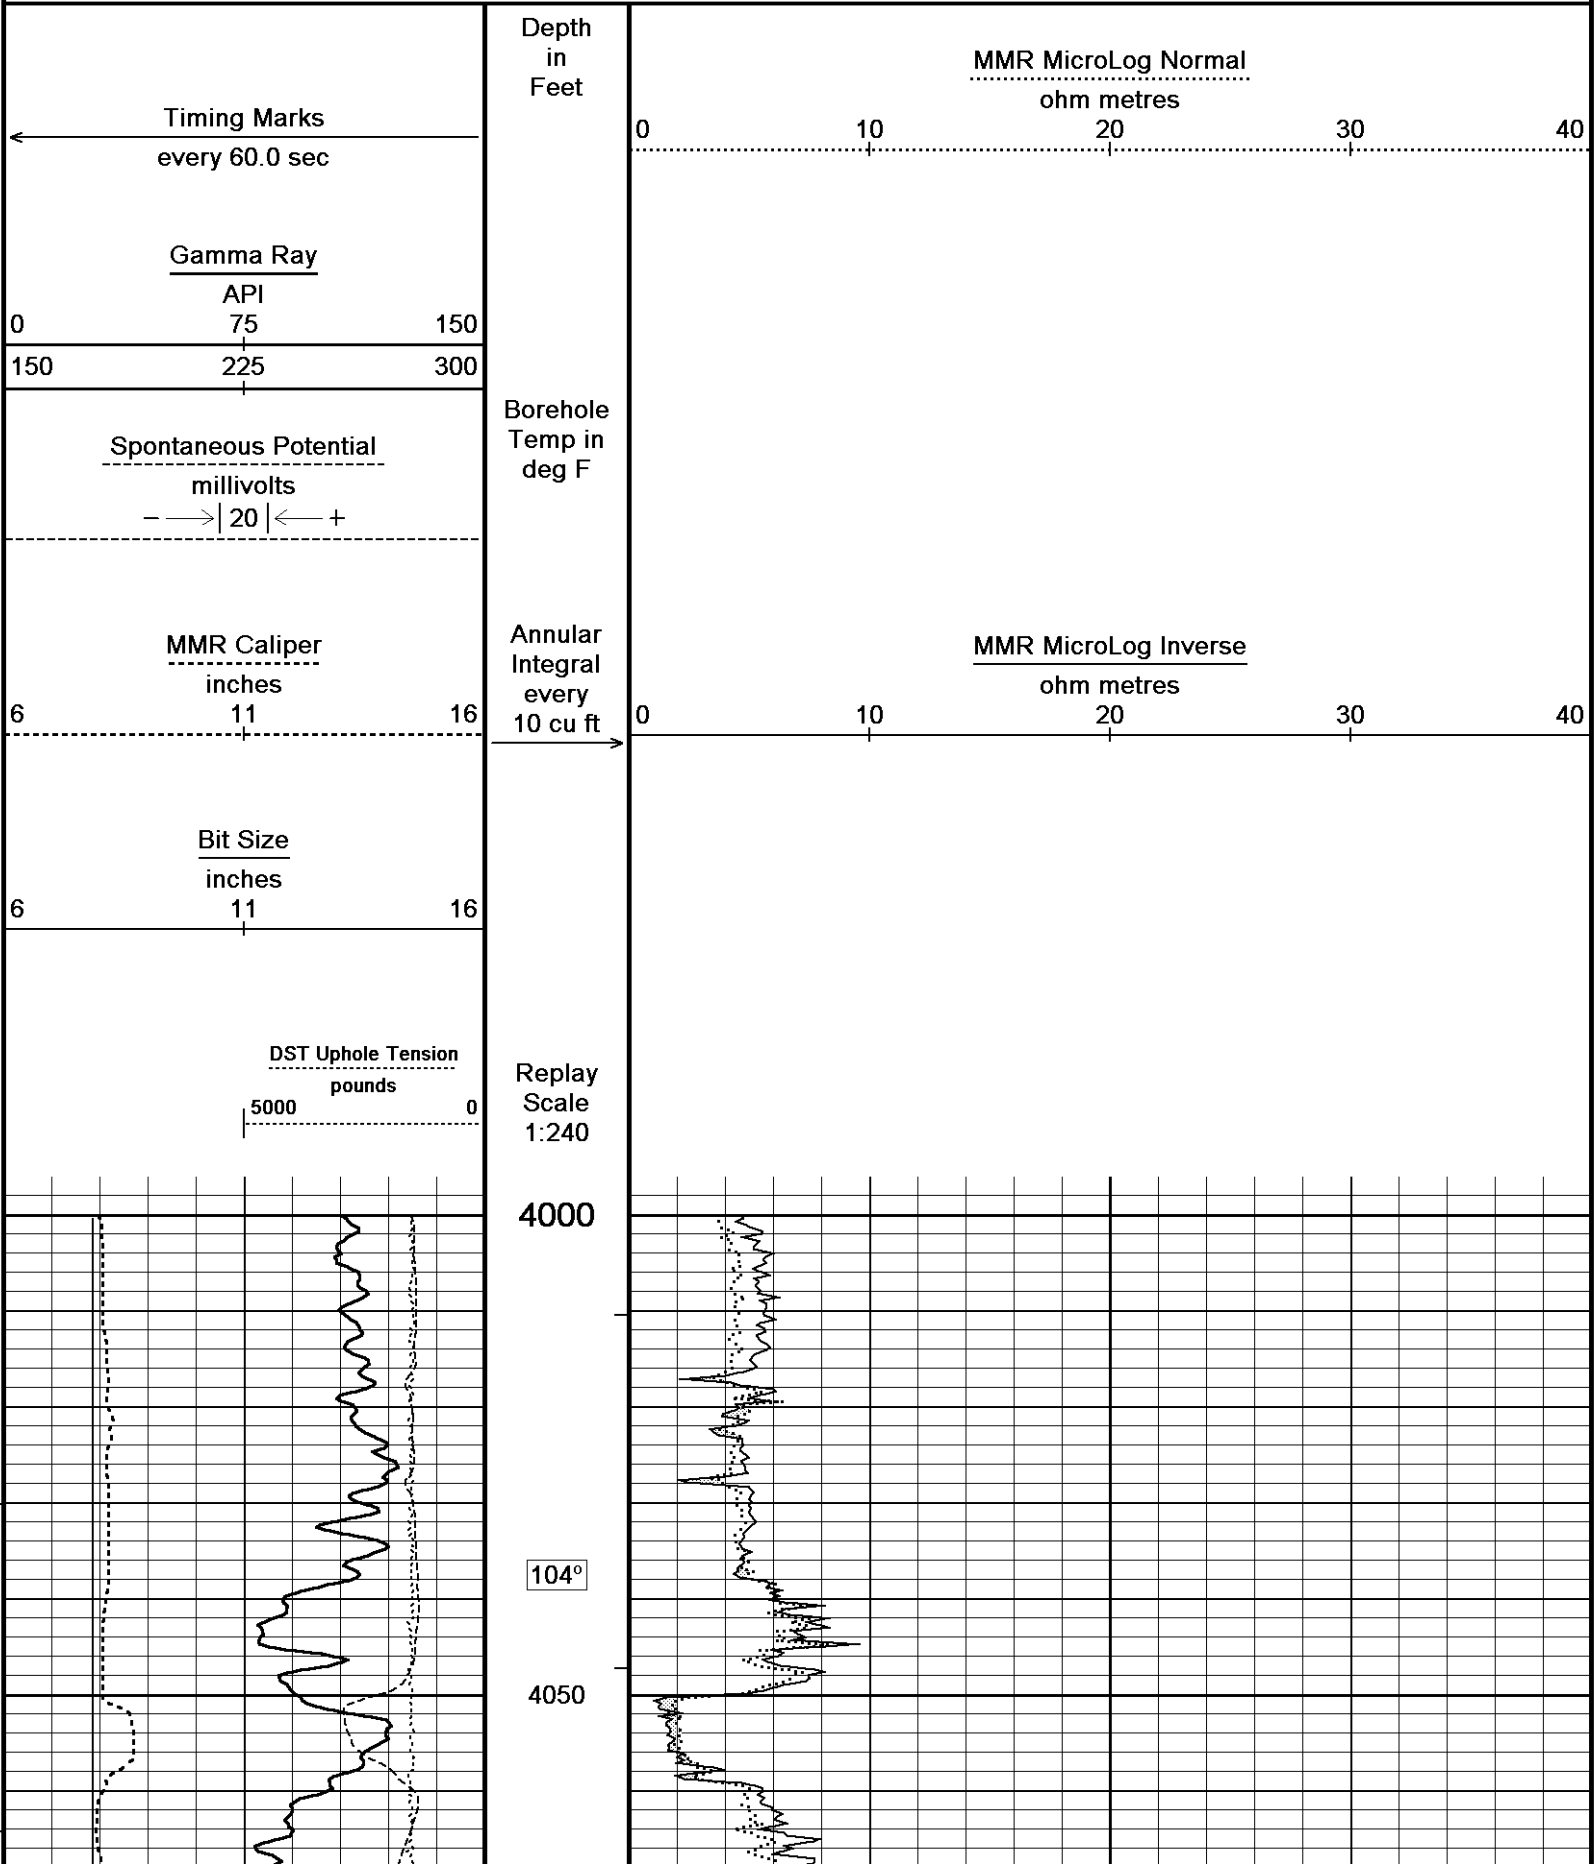 Timing Marks
every 60.0 sec
Gamma Ray
API
0 75 150
150 225 300
Spontaneous Potential
millivolts
− 20 +
MMR Caliper
inches
6 11 16
Bit Size
inches
6 11 16
DST Uphole Tension
pounds
5000 0
Depth
in
Feet
Borehole
Temp in
deg F
Annular
Integral
every
10 cu ft
Replay
Scale
1:240
4000
104°
4050
MMR MicroLog Normal
ohm metres
0 10 20 30 40
MMR MicroLog Inverse
ohm metres
0 10 20 30 40